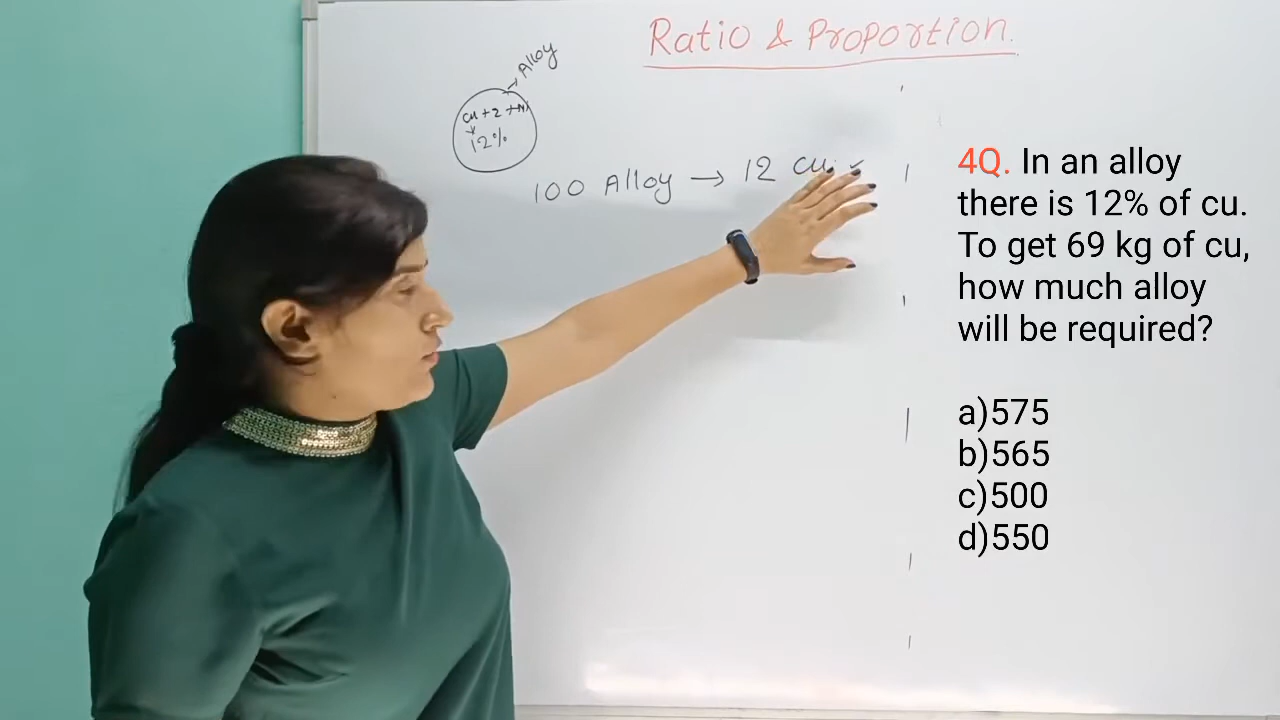 Ratio & Proportion.
→ Alloy
12%
100 Alloy → 12 cu
4Q. In an alloy
there is 12% of cu.
To get 69 kg of cu,
how much alloy
will be required?
a)575
b)565
c)500
d)550